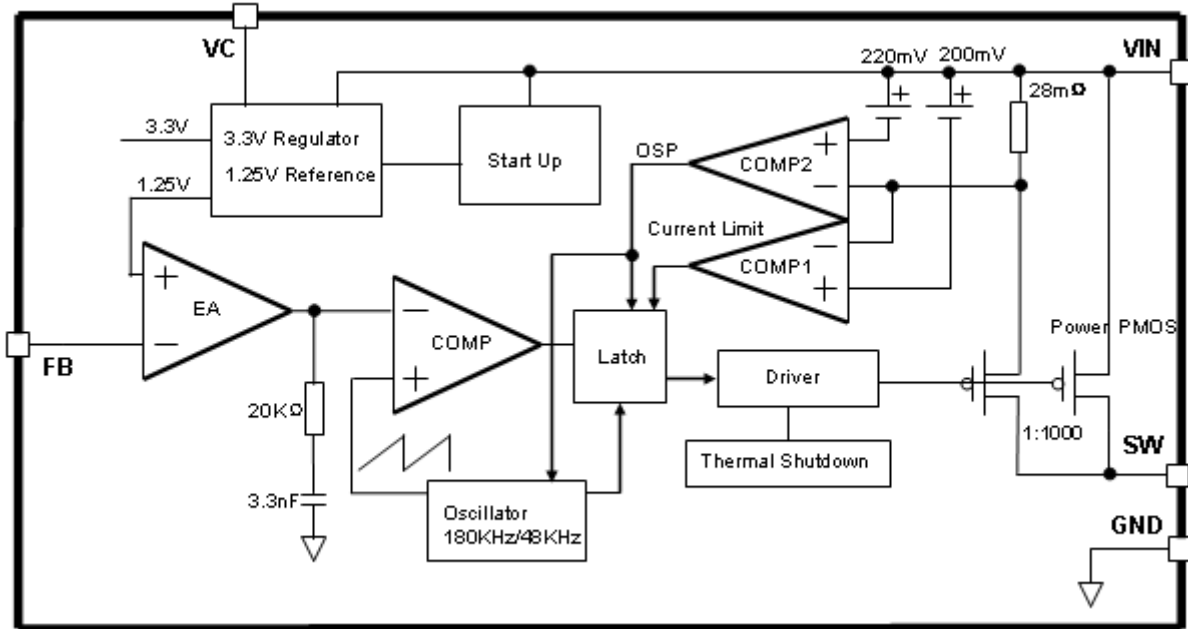 VC
220mV 200mV
VIN
28mΩ
3.3V
3.3V Regulator
1.25V Reference
1.25V
Start Up
OSP
+
+
+
COMP2
−
Current Limit
−
COMP1
+
+
EA
−
FB
−
COMP
+
Latch
Power PMOS
Driver
1:1000
20KΩ
Thermal Shutdown
SW
3.3nF
Oscillator
180KHz/48KHz
GND